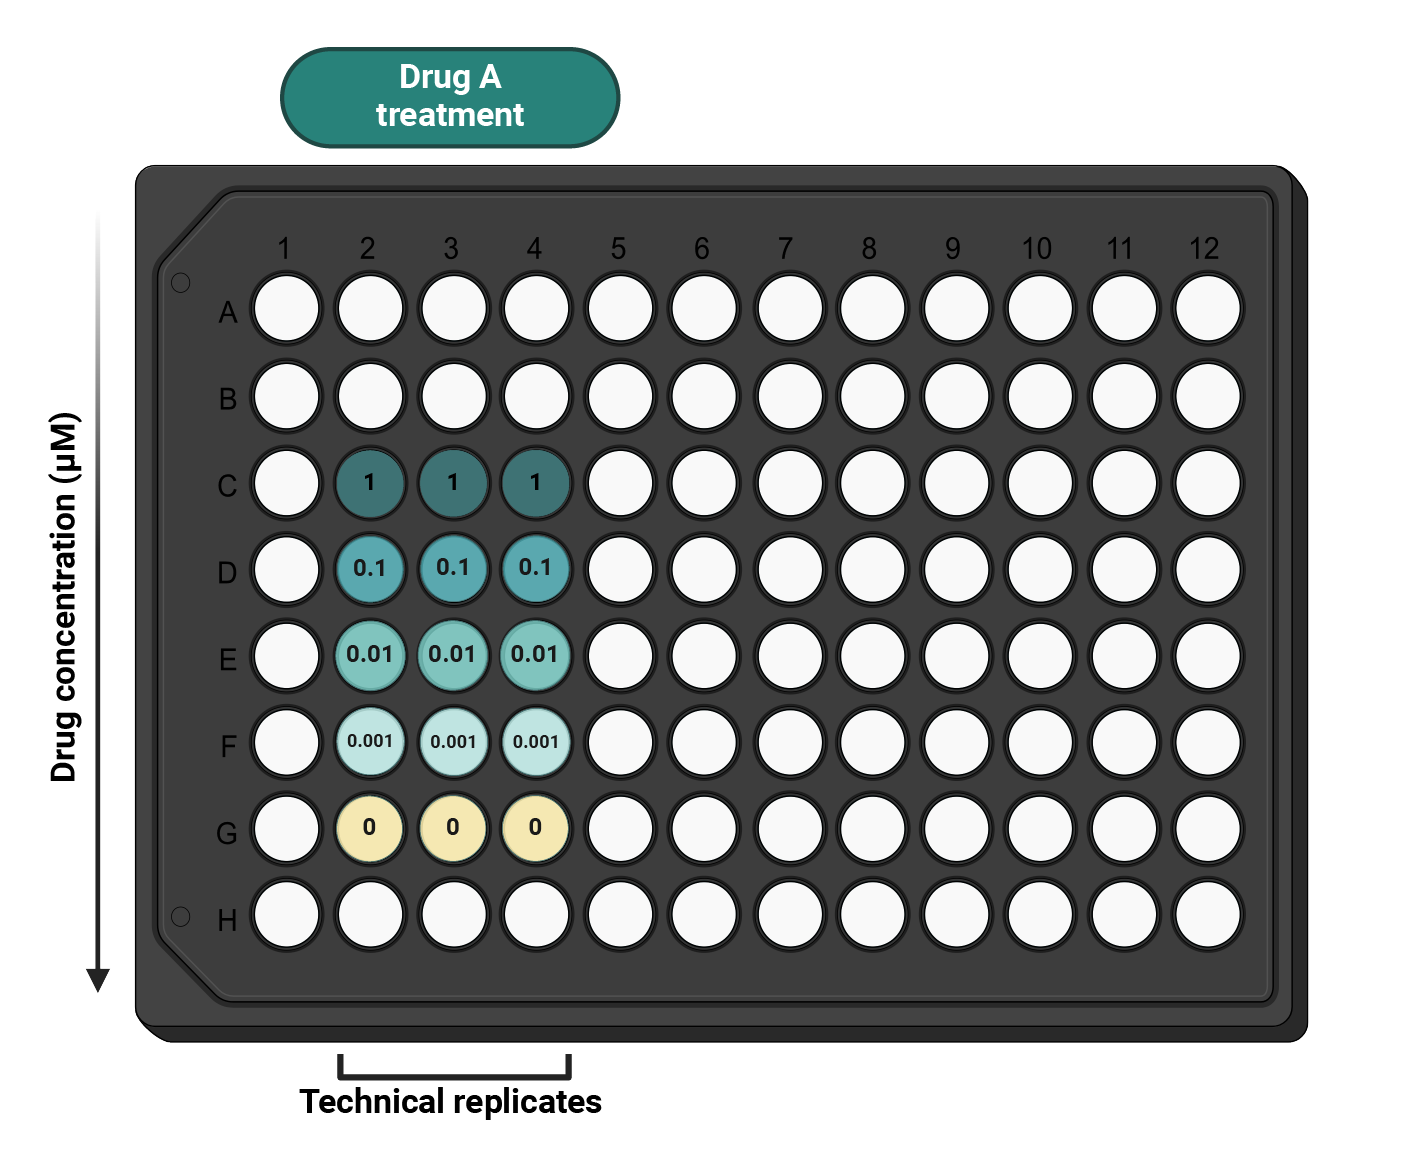 Drug A
treatment
1 2 3 4 5 6 7 8 9 10 11 12
A
B
C 1 1 1
D 0.1 0.1 0.1
E 0.01 0.01 0.01
F 0.001 0.001 0.001
G 0 0 0
H
Drug concentration (µM)
Technical replicates